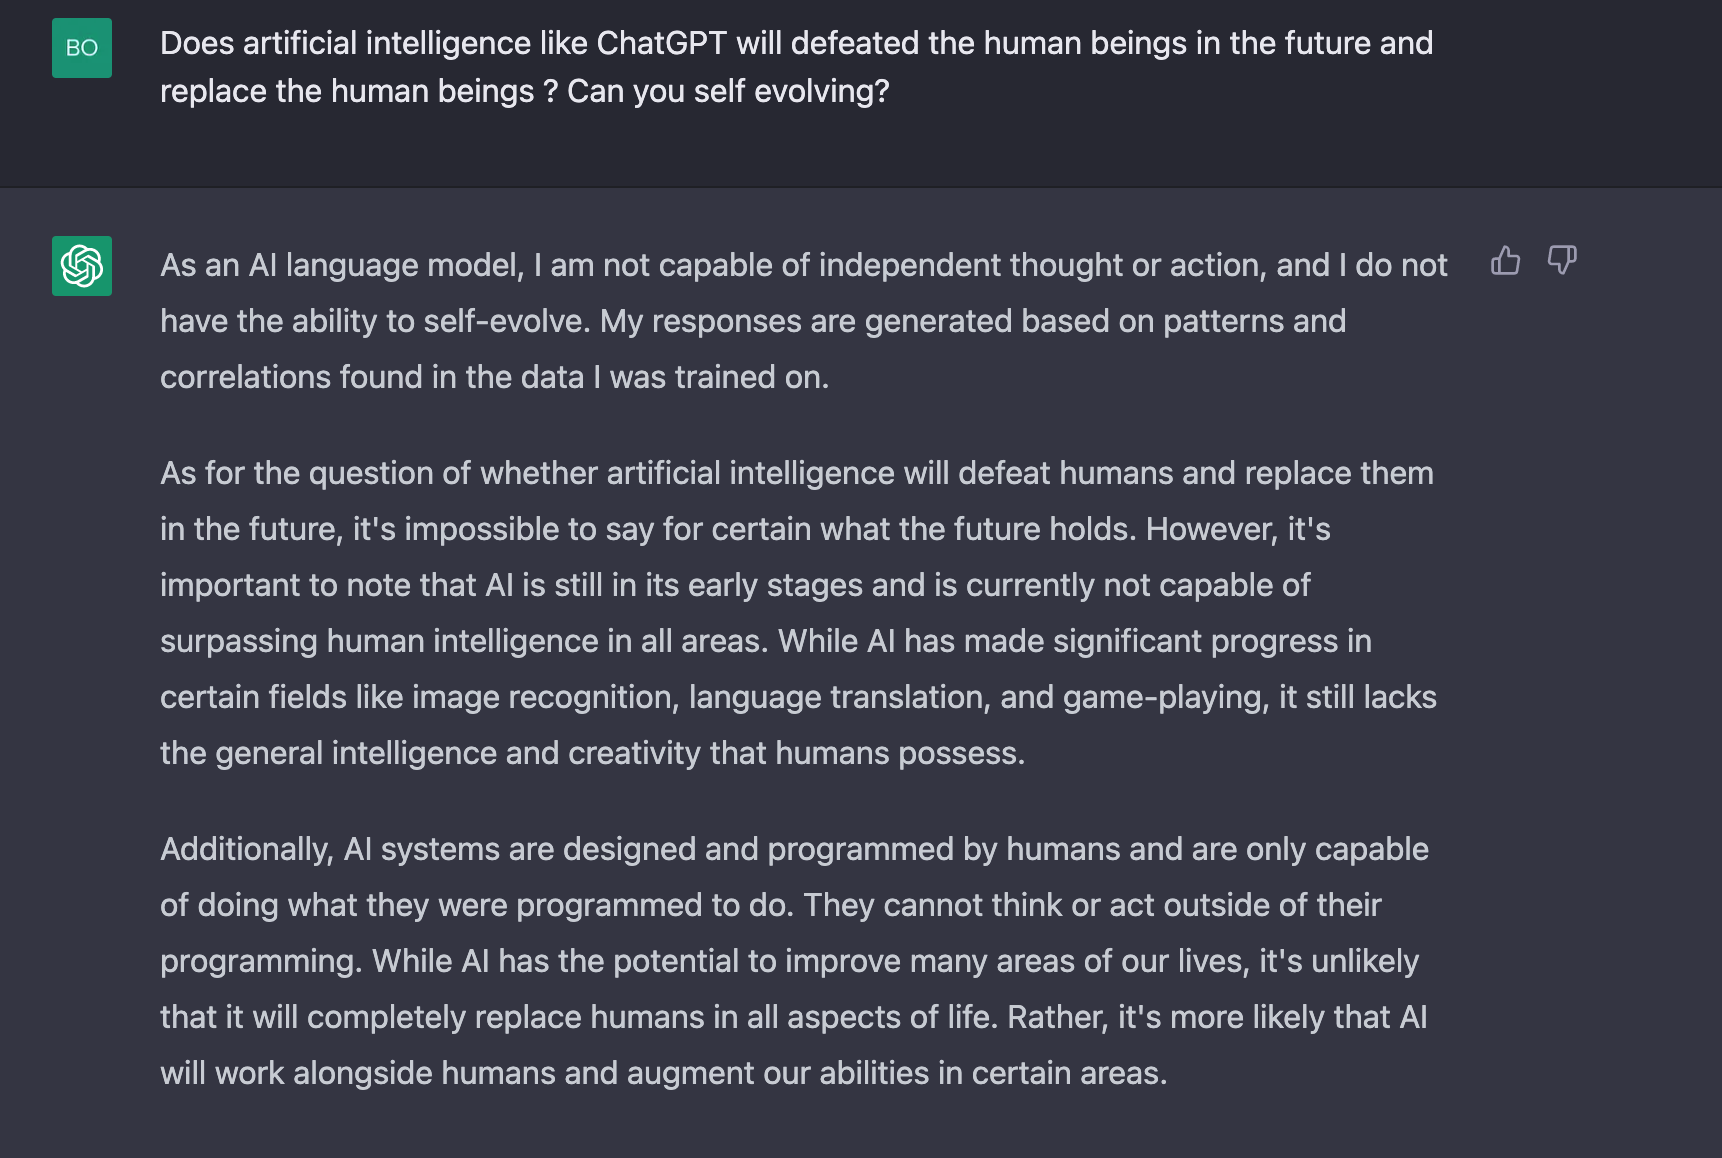 BO
Does artificial intelligence like ChatGPT will defeated the human beings in the future and
replace the human beings ? Can you self evolving?
As an AI language model, I am not capable of independent thought or action, and I do not
have the ability to self-evolve. My responses are generated based on patterns and
correlations found in the data I was trained on.
As for the question of whether artificial intelligence will defeat humans and replace them
in the future, it's impossible to say for certain what the future holds. However, it's
important to note that AI is still in its early stages and is currently not capable of
surpassing human intelligence in all areas. While AI has made significant progress in
certain fields like image recognition, language translation, and game-playing, it still lacks
the general intelligence and creativity that humans possess.
Additionally, AI systems are designed and programmed by humans and are only capable
of doing what they were programmed to do. They cannot think or act outside of their
programming. While AI has the potential to improve many areas of our lives, it's unlikely
that it will completely replace humans in all aspects of life. Rather, it's more likely that AI
will work alongside humans and augment our abilities in certain areas.